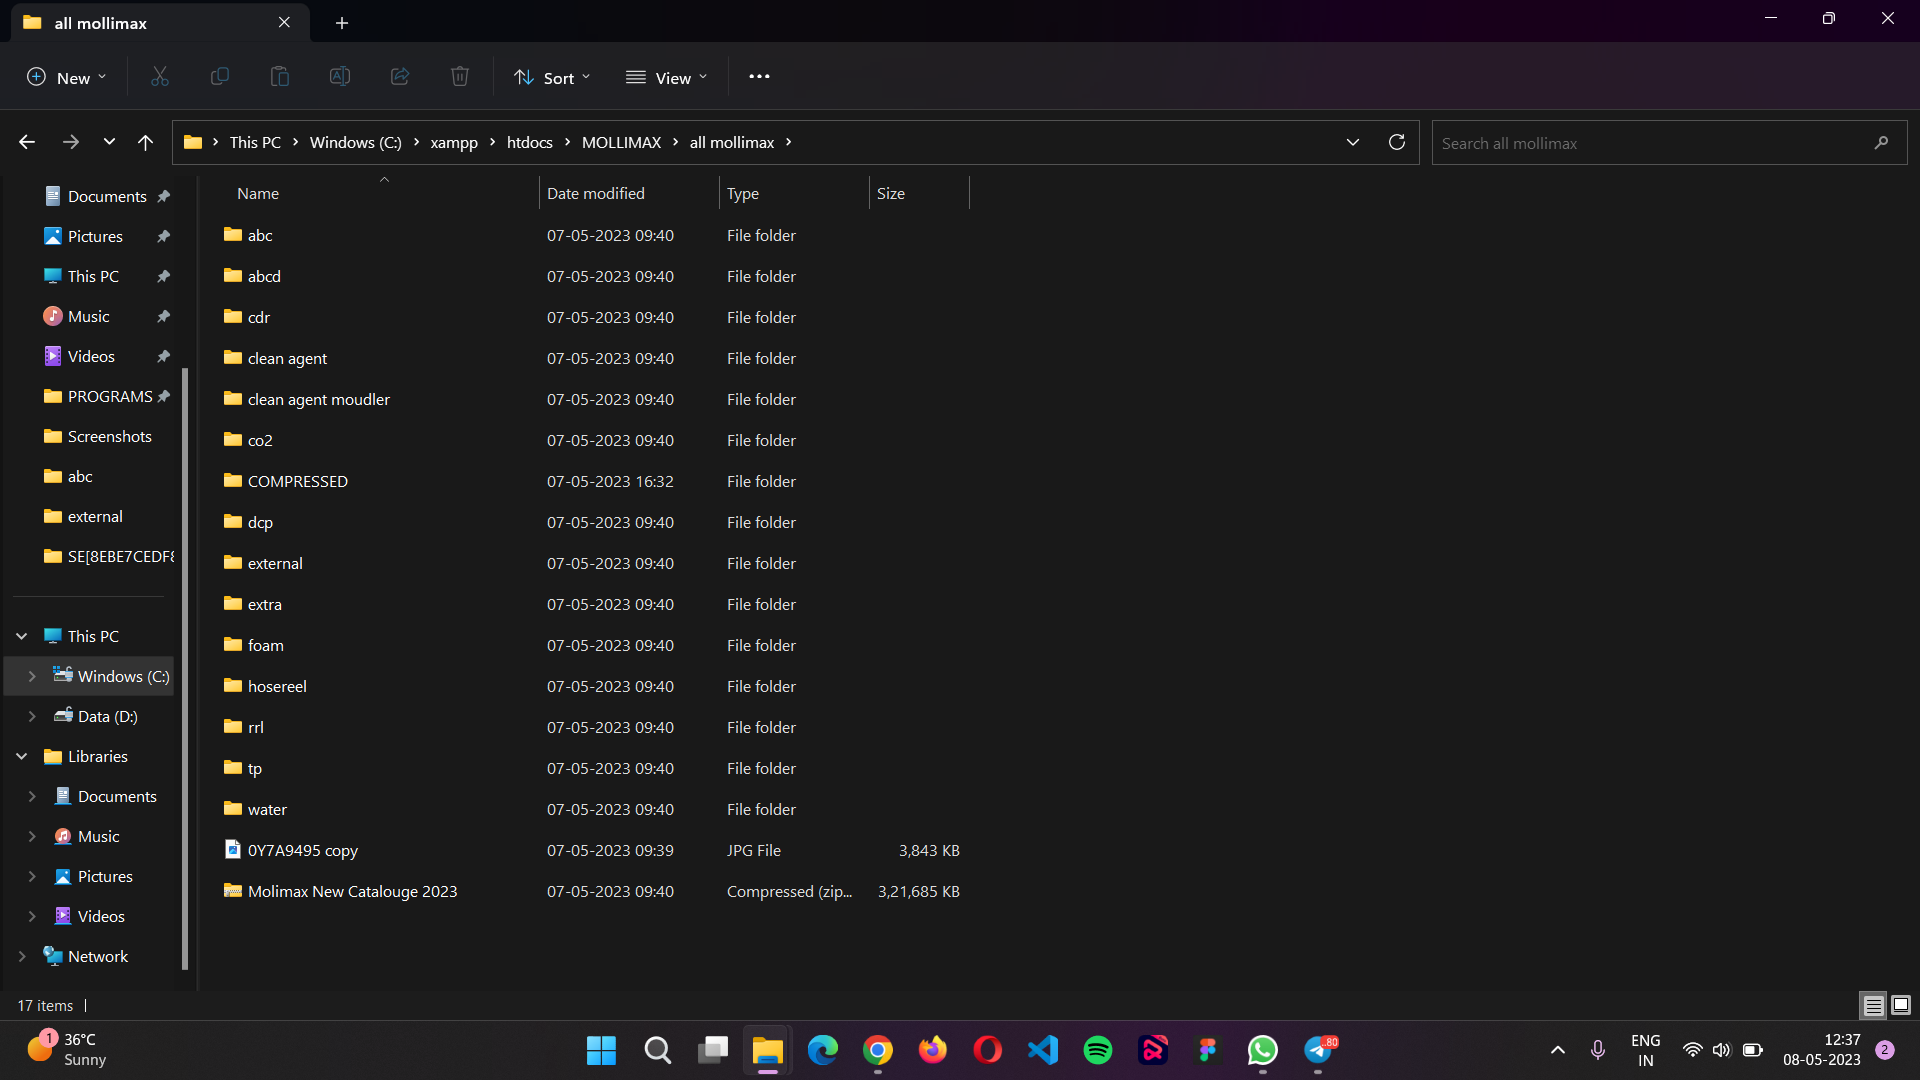 all mollimax
New
Sort
View
This PC
Windows (C:)
xampp
htdocs
MOLLIMAX
all mollimax
Search all mollimax
Documents
Pictures
This PC
Music
Videos
PROGRAMS
Screenshots
abc
external
SE[8EBE7CEDF8
This PC
Windows (C:)
Data (D:)
Libraries
Documents
Music
Pictures
Videos
Network
Name Date modified Type Size
abc 07-05-2023 09:40 File folder
abcd 07-05-2023 09:40 File folder
cdr 07-05-2023 09:40 File folder
clean agent 07-05-2023 09:40 File folder
clean agent moudler 07-05-2023 09:40 File folder
co2 07-05-2023 09:40 File folder
COMPRESSED 07-05-2023 16:32 File folder
dcp 07-05-2023 09:40 File folder
external 07-05-2023 09:40 File folder
extra 07-05-2023 09:40 File folder
foam 07-05-2023 09:40 File folder
hosereel 07-05-2023 09:40 File folder
rrl 07-05-2023 09:40 File folder
tp 07-05-2023 09:40 File folder
water 07-05-2023 09:40 File folder
0Y7A9495 copy 07-05-2023 09:39 JPG File 3,843 KB
Molimax New Catalouge 2023 07-05-2023 09:40 Compressed (zip... 3,21,685 KB
17 items
1
36°C
Sunny
80
ENG
IN
12:37
08-05-2023
2